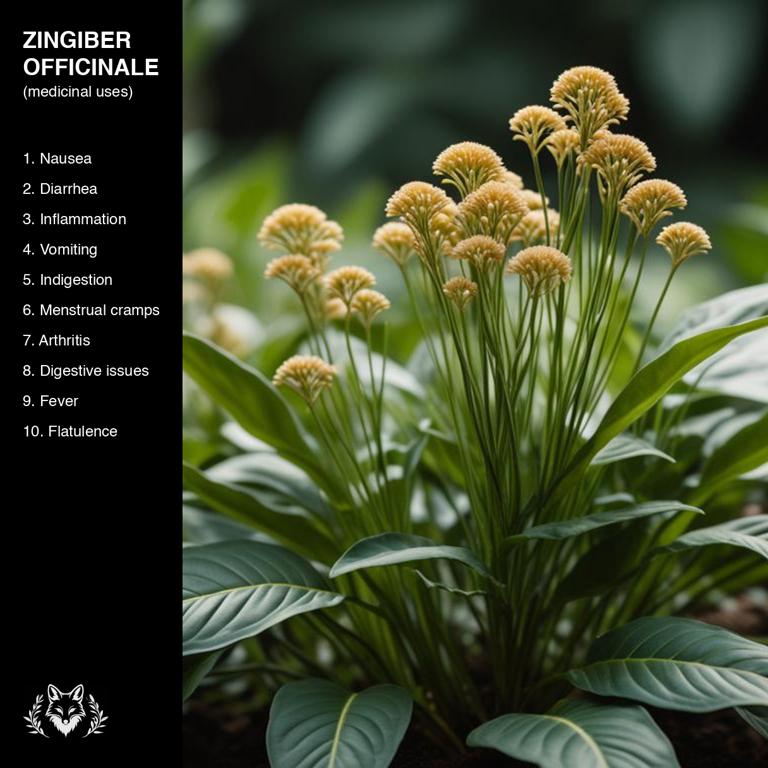 ZINGIBER
OFFICINALE
(medicinal uses)
1. Nausea
2. Diarrhea
3. Inflammation
4. Vomiting
5. Indigestion
6. Menstrual cramps
7. Arthritis
8. Digestive issues
9. Fever
10. Flatulence